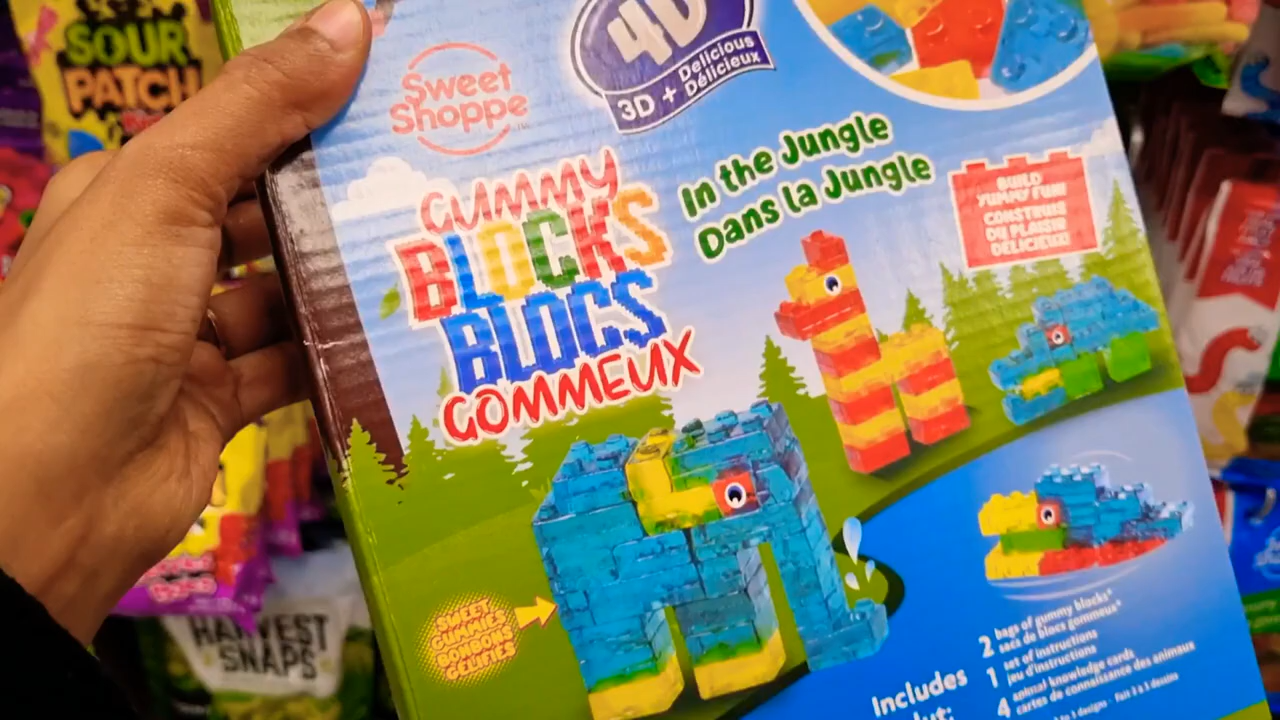 SOUR
PATCH
Sweet
Shoppe
4D
3D + Delicious
Délicieux
GUMMY
BLOCKS
BLOCS
GOMMEUX
In the Jungle
Dans la Jungle
BUILD
YUMMY FUN!
CONSTRUIE
DU PLAISIR
DÉLICIEUX!
SWEET
GUMMIES
BONBONS
GÉLIFIÉS
HARVEST
SNAPS
Includes
2 bags of gummy blocks*
sacs de blocs gommeux*
1 set of instructions
jeu d'instructions
4 animal knowledge cards
cartes de connaissance des animaux